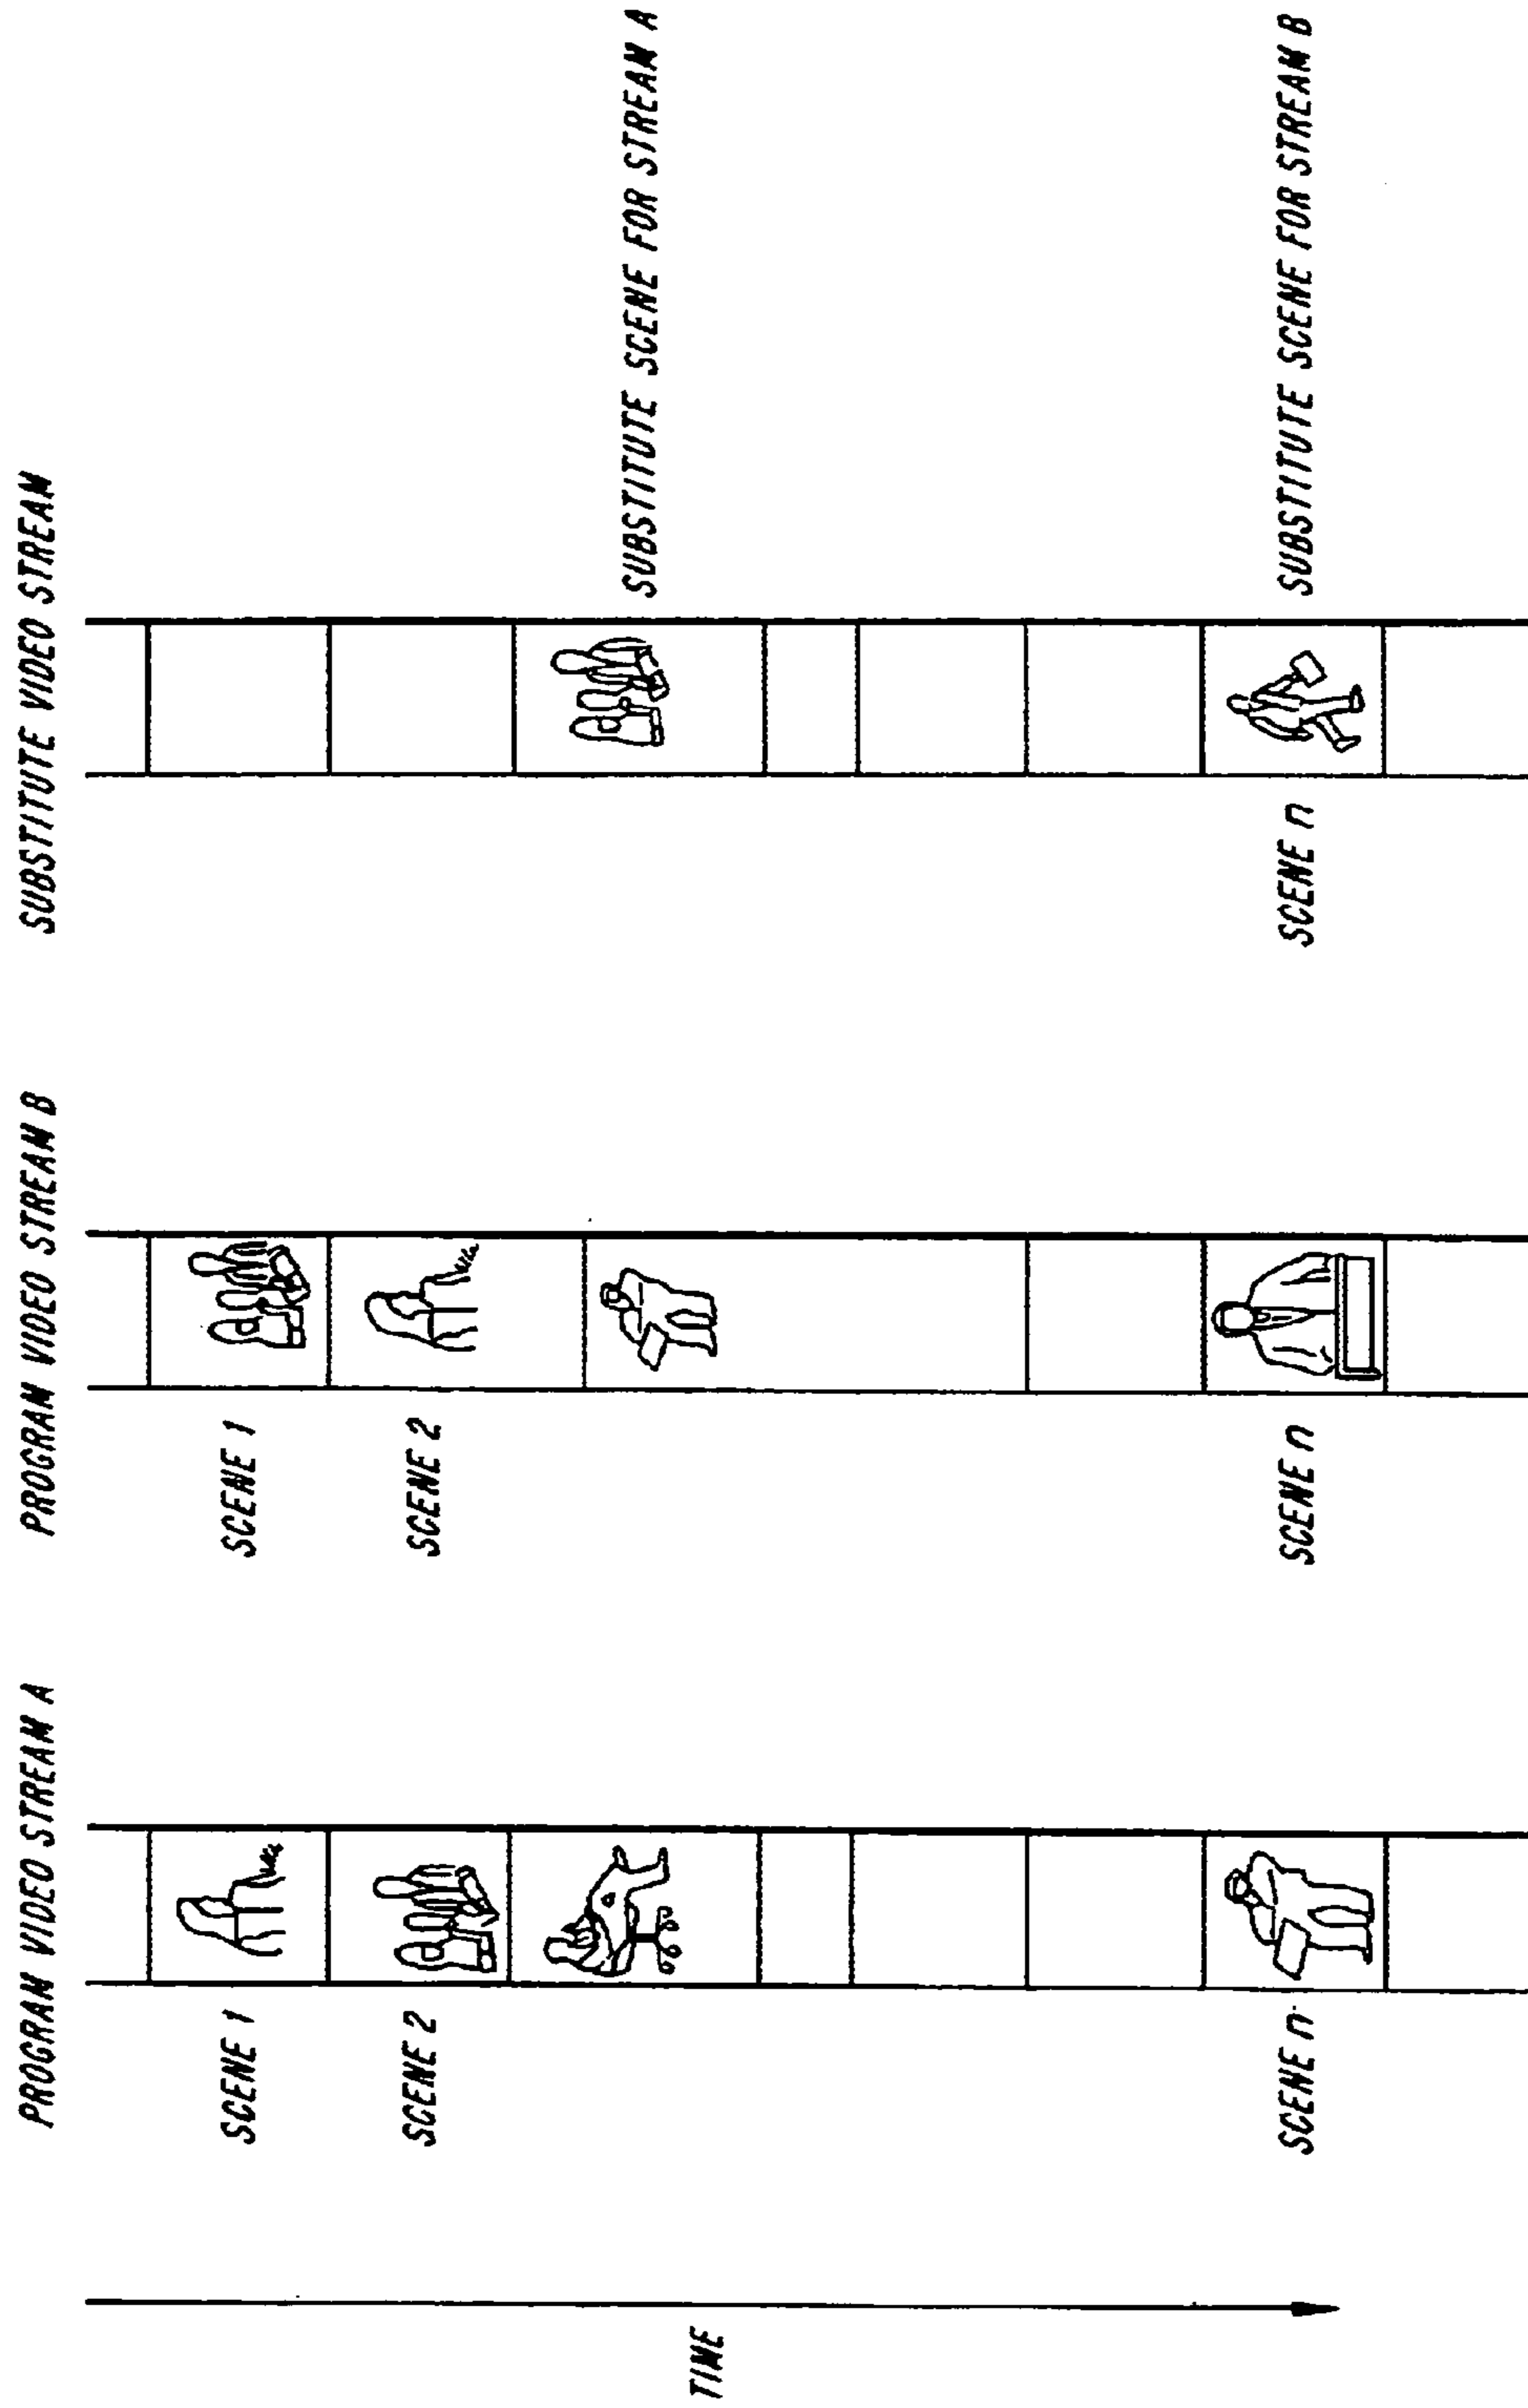 TIME
PROGRAM VIDEO STREAM A
SCENE 1
SCENE 2
SCENE n
PROGRAM VIDEO STREAM B
SCENE 1
SCENE 2
SCENE n
SUBSTITUTE VIDEO STREAM
SCENE n
SUBSTITUTE SCENE FOR STREAM A
SUBSTITUTE SCENE FOR STREAM B